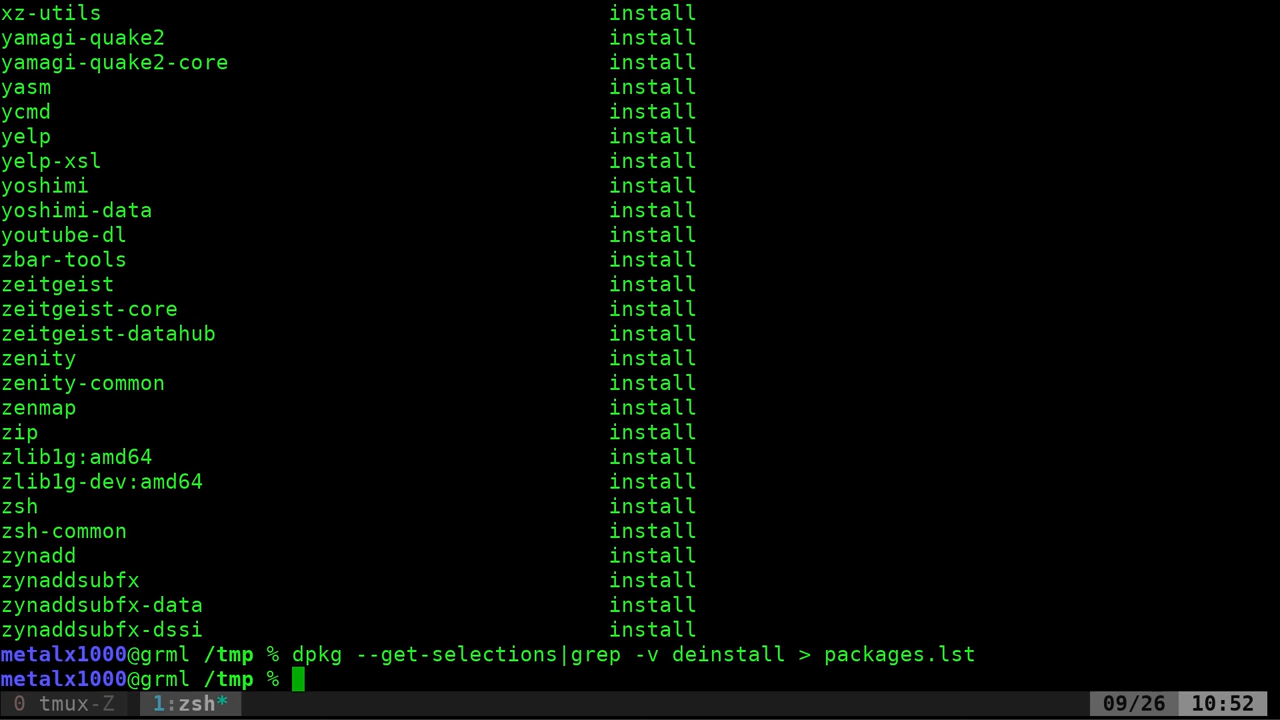 xz-utils install
yamagi-quake2 install
yamagi-quake2-core install
yasm install
ycmd install
yelp install
yelp-xsl install
yoshimi install
yoshimi-data install
youtube-dl install
zbar-tools install
zeitgeist install
zeitgeist-core install
zeitgeist-datahub install
zenity install
zenity-common install
zenmap install
zip install
zlib1g:amd64 install
zlib1g-dev:amd64 install
zsh install
zsh-common install
zynadd install
zynaddsubfx install
zynaddsubfx-data install
zynaddsubfx-dssi install
metalx1000@grml /tmp % dpkg --get-selections|grep -v deinstall > packages.lst
metalx1000@grml /tmp %
0 tmux-Z 1:zsh* 09/26 10:52